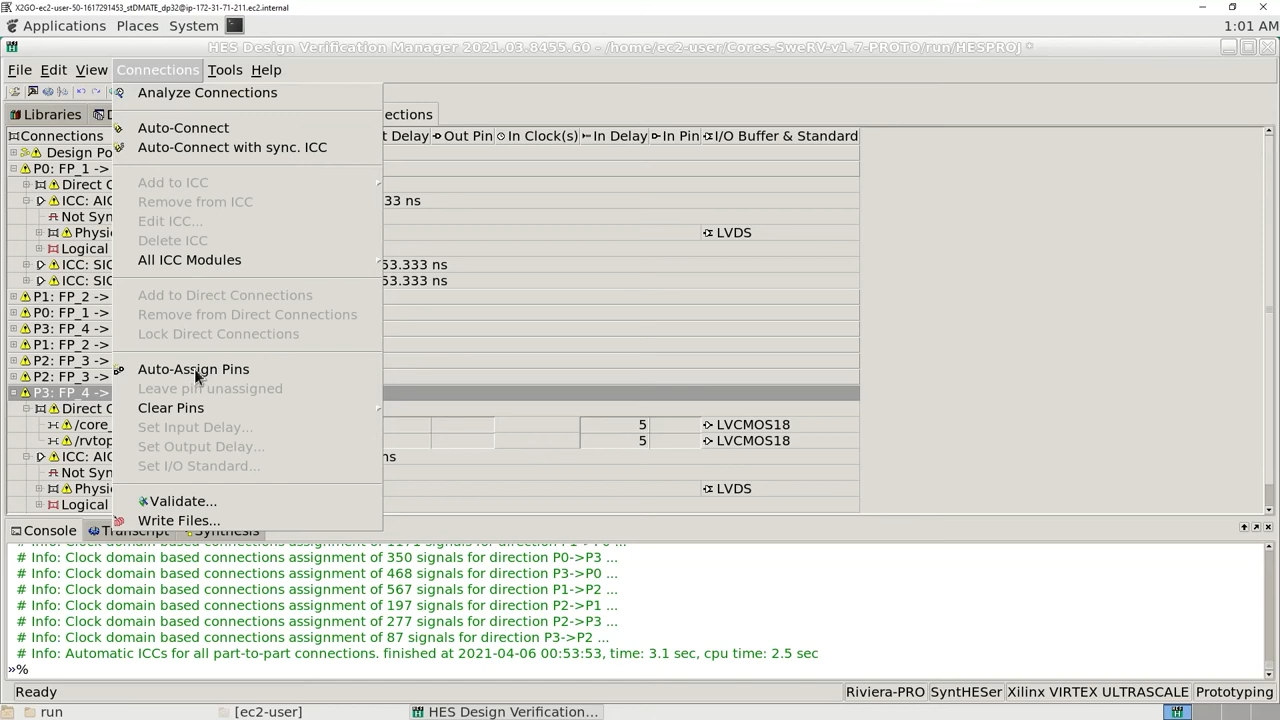 X2GO-ec2-user-50-1617291453_stDMATE_dp32@ip-172-31-71-211.ec2.internal
Applications Places System 1:01 AM
HES Design Verification Manager 2021.03.8455.60 - /home/ec2-user/Cores-SweRV-v1.7-PROTO/run/HESPROJ *
File Edit View Connections Tools Help
Analyze Connections
Libraries ections
Auto-Connect
Connections t Delay Out Pin In Clock(s) In Delay In Pin I/O Buffer & Standard
Auto-Connect with sync. ICC
Design Po
P0: FP_1 ->
Add to ICC
Direct C
Remove from ICC
ICC: AIC 33 ns
Edit ICC...
Not Syn
Physi LVDS
Delete ICC
Logical
All ICC Modules
ICC: SIC 53.333 ns
ICC: SIC 53.333 ns
Add to Direct Connections
P1: FP_2 ->
Remove from Direct Connections
P0: FP_1 ->
Lock Direct Connections
P3: FP_4 ->
P1: FP_2 ->
P2: FP_3 ->
Auto-Assign Pins
P2: FP_3 ->
Leave pin unassigned
P3: FP_4 ->
Clear Pins
Direct C
Set Input Delay...
/core_ 5 LVCMOS18
/rvtop 5 LVCMOS18
Set Output Delay...
ICC: AIC ns
Set I/O Standard...
Not Syn
Physi LVDS
Validate...
Logical
Write Files...
Console Transcript Synthesis
# Info: Clock domain based connections assignment of 350 signals for direction P0->P3 ...
# Info: Clock domain based connections assignment of 468 signals for direction P3->P0 ...
# Info: Clock domain based connections assignment of 567 signals for direction P1->P2 ...
# Info: Clock domain based connections assignment of 197 signals for direction P2->P1 ...
# Info: Clock domain based connections assignment of 277 signals for direction P2->P3 ...
# Info: Clock domain based connections assignment of 87 signals for direction P3->P2 ...
# Info: Automatic ICCs for all part-to-part connections. finished at 2021-04-06 00:53:53, time: 3.1 sec, cpu time: 2.5 sec
»%
Ready Riviera-PRO SyntHESer Xilinx VIRTEX ULTRASCALE Prototyping
run [ec2-user] HES Design Verification...